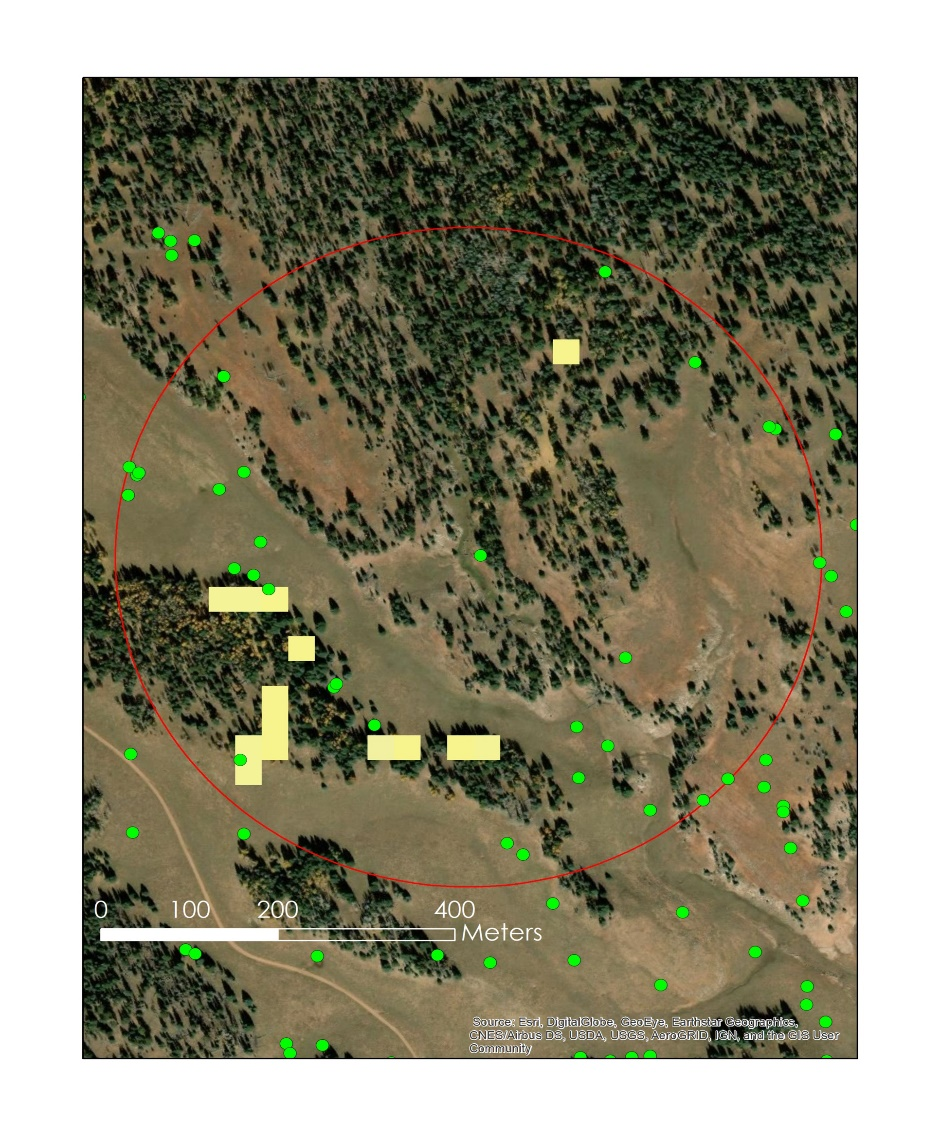 0 100 200 400
Meters
Source: Esri, DigitalGlobe, GeoEye, Earthstar Geographics,
CNES/Airbus DS, USDA, USGS, AeroGRID, IGN, and the GIS User
Community